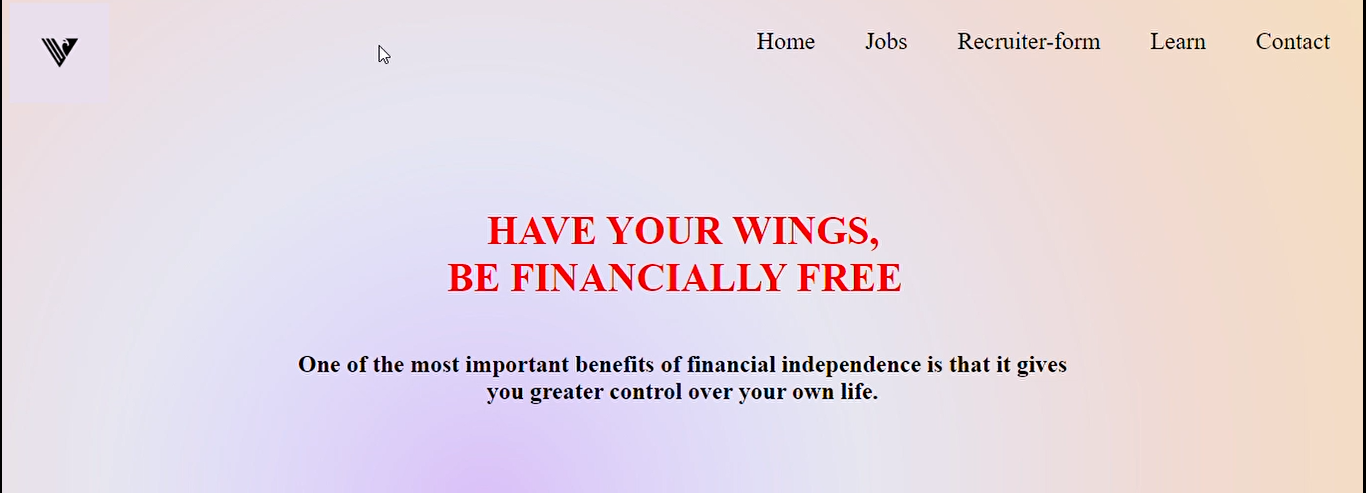 Home Jobs Recruiter-form Learn Contact
HAVE YOUR WINGS,
BE FINANCIALLY FREE
One of the most important benefits of financial independence is that it gives
you greater control over your own life.